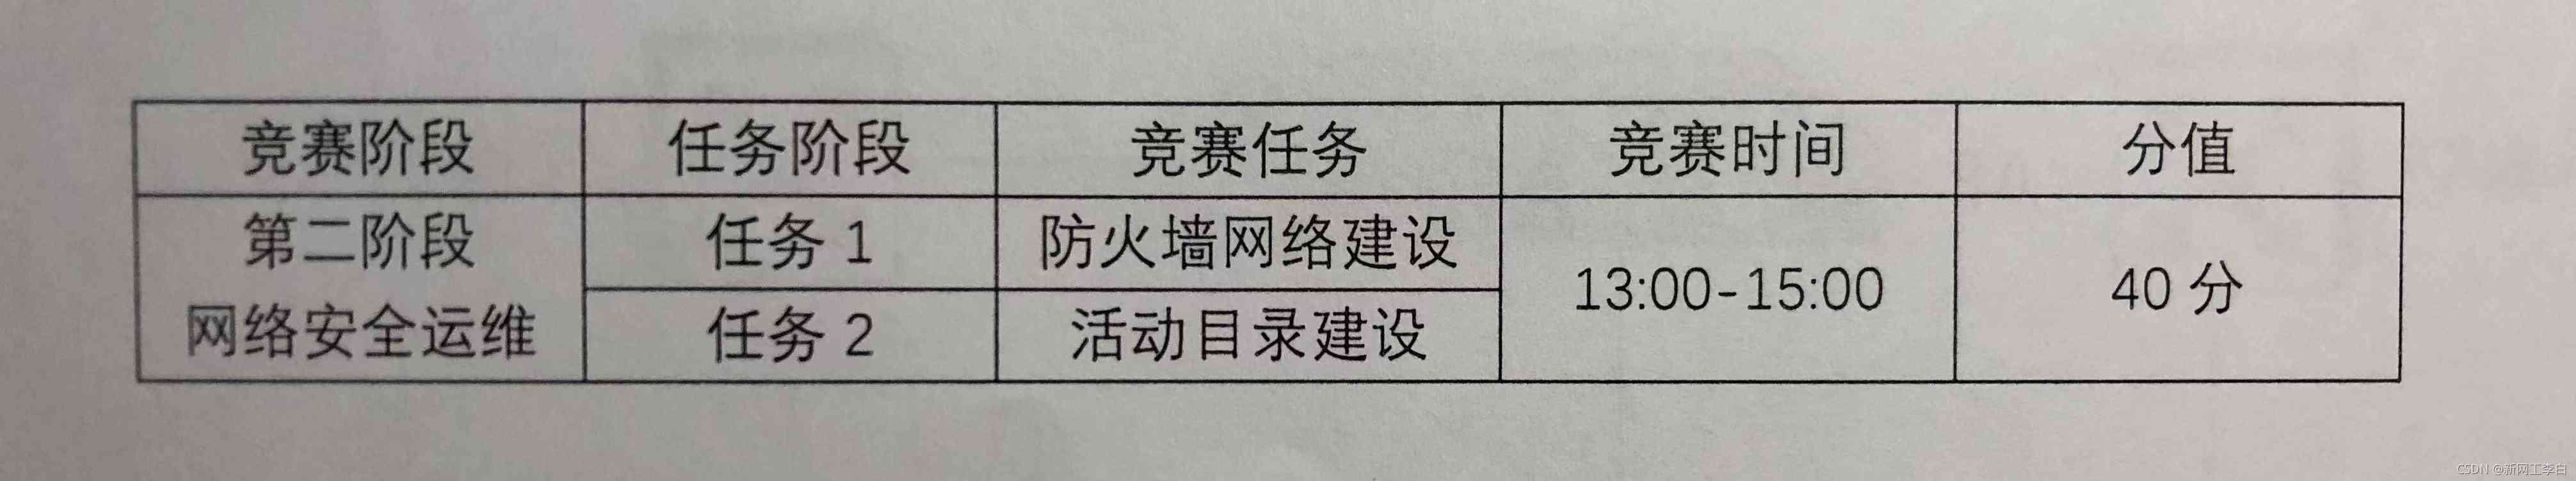 竞赛阶段 任务阶段 竞赛任务 竞赛时间 分值
第二阶段 任务 1 防火墙网络建设
13:00-15:00 40 分
网络安全运维 任务 2 活动目录建设
CSDN @新网工李白